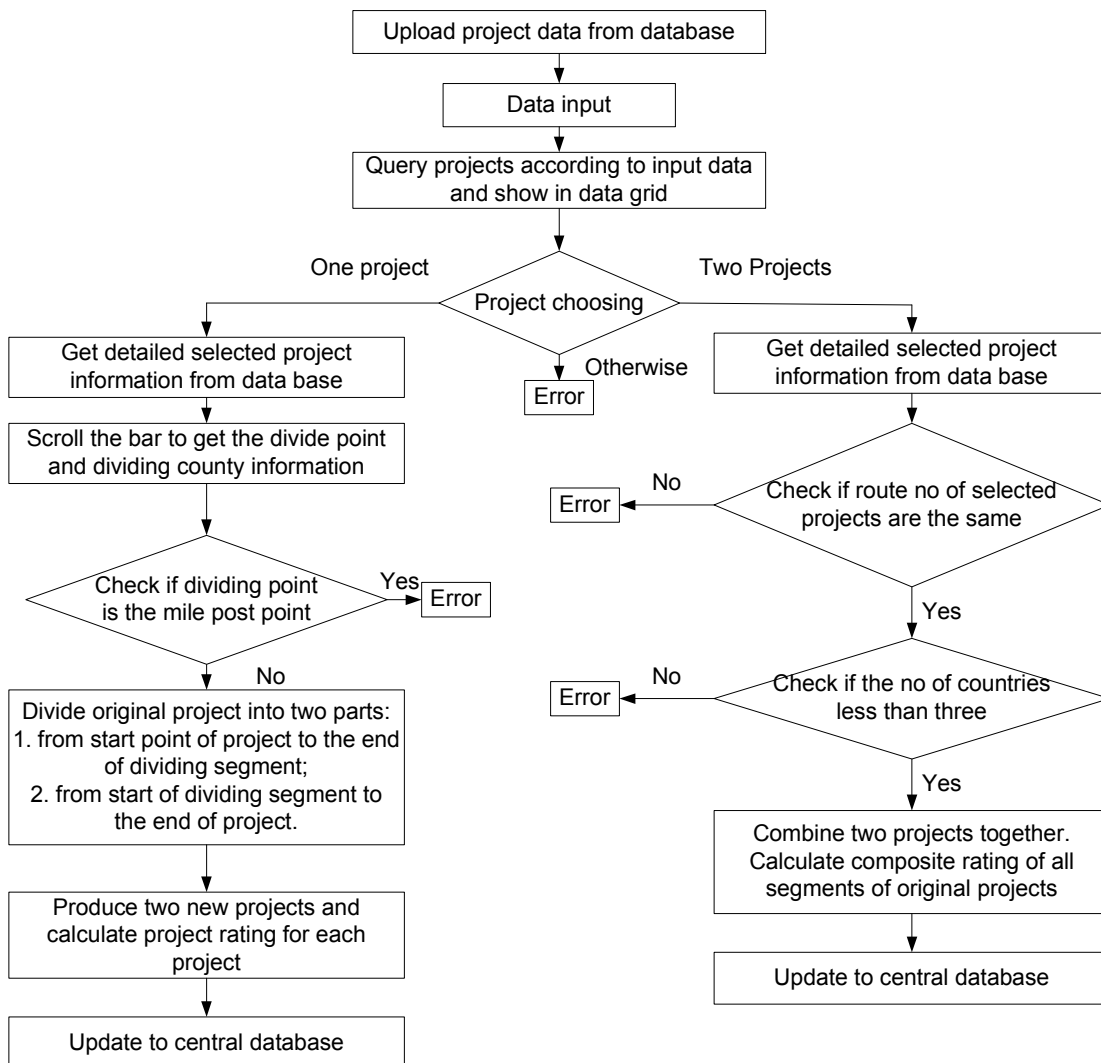 Upload project data from database
Data input
Query projects according to input data
and show in data grid
One project
Two Projects
Project choosing
Otherwise
Error
Get detailed selected project
information from data base
Scroll the bar to get the divide point
and dividing county information
Check if dividing point
is the mile post point
Yes
Error
No
Divide original project into two parts:
1. from start point of project to the end
of dividing segment;
2. from start of dividing segment to
the end of project.
Produce two new projects and
calculate project rating for each
project
Update to central database
Get detailed selected project
information from data base
Check if route no of selected
projects are the same
No
Error
Yes
Check if the no of countries
less than three
No
Error
Yes
Combine two projects together.
Calculate composite rating of all
segments of original projects
Update to central database